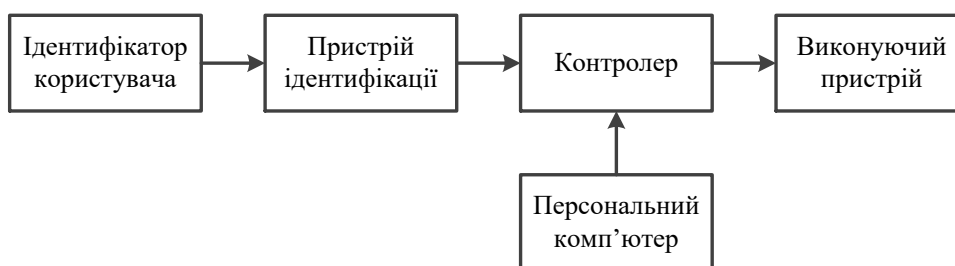 Ідентифікатор
користувача
Пристрій
ідентифікації
Контролер
Виконуючий
пристрій
Персональний
комп’ютер